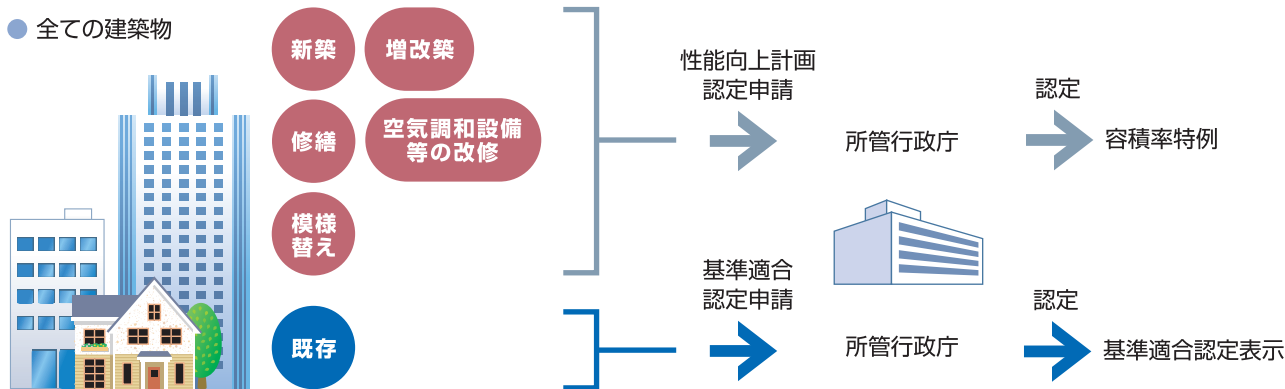 全ての建築物
新築
増改築
修繕
空気調和設備
等の改修
模様
替え
性能向上計画
認定申請
所管行政庁
認定
容積率特例
既存
基準適合
認定申請
所管行政庁
認定
基準適合認定表示